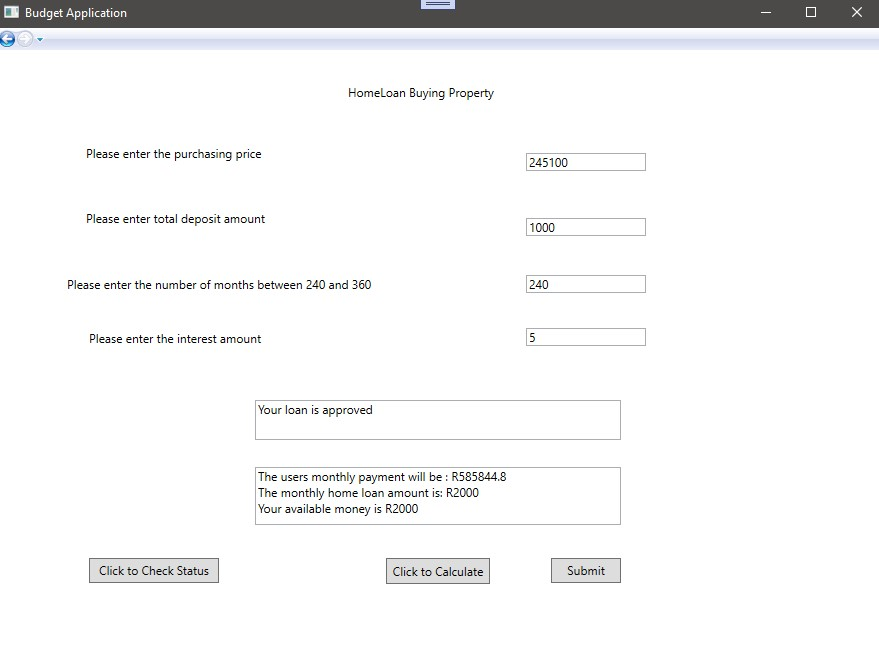 Budget Application
HomeLoan Buying Property
Please enter the purchasing price
245100
Please enter total deposit amount
1000
Please enter the number of months between 240 and 360
240
Please enter the interest amount
5
Your loan is approved
The users monthly payment will be : R585844.8
The monthly home loan amount is: R2000
Your available money is R2000
Click to Check Status
Click to Calculate
Submit